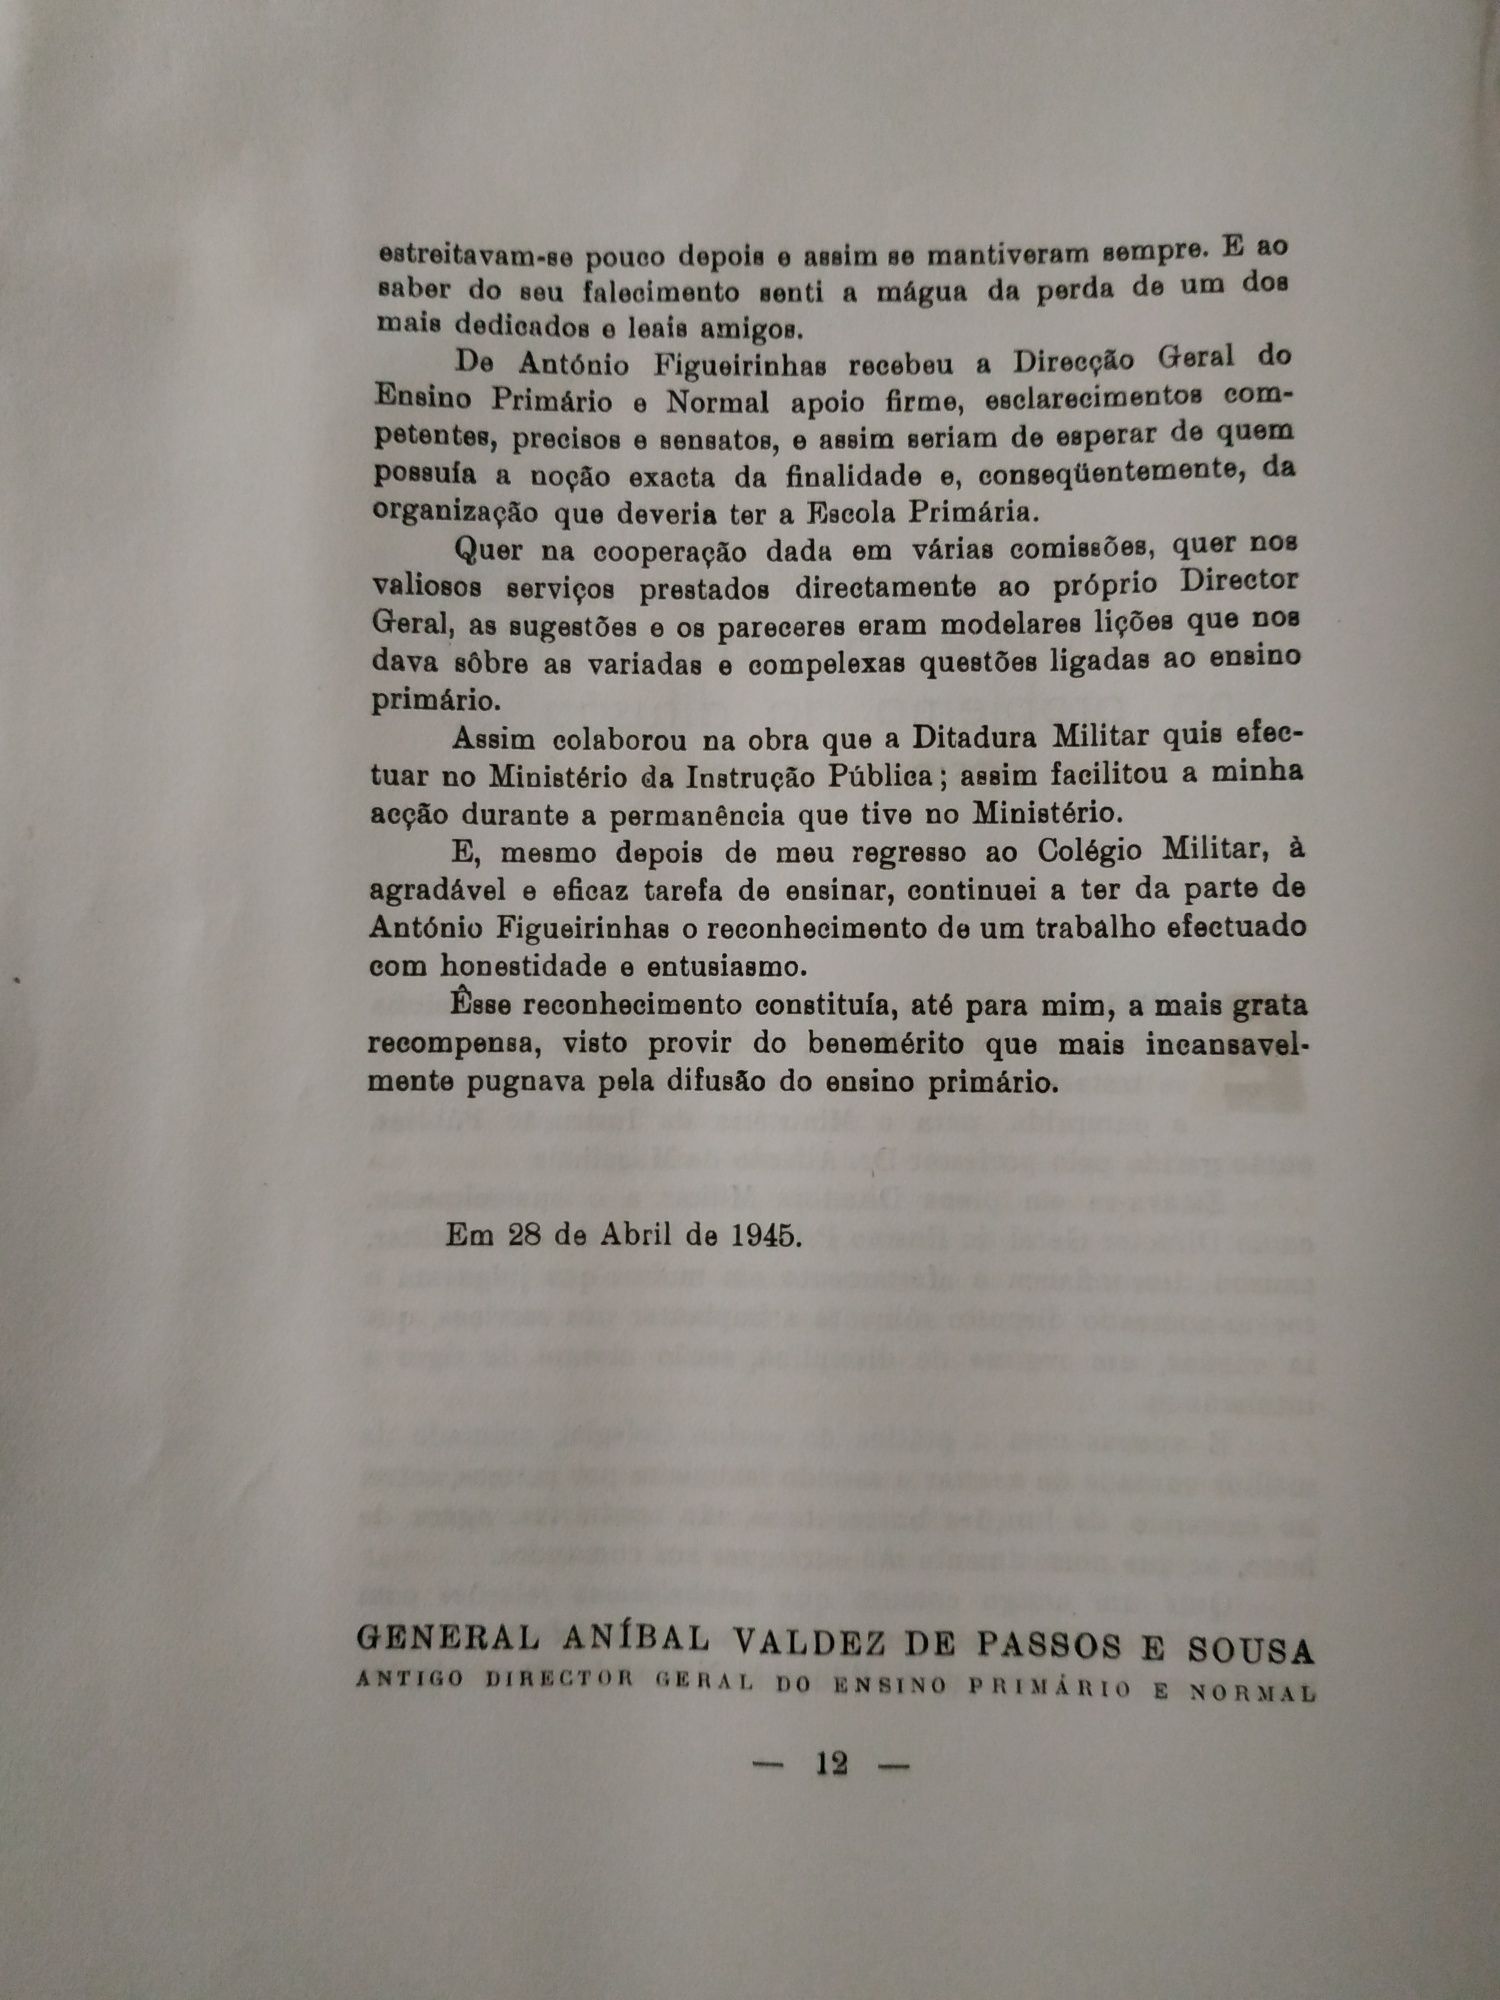 estreitavam-se pouco depois e assim se mantiveram sempre. E ao
saber do seu falecimento senti a mágua da perda de um dos
mais dedicados e leais amigos.
De António Figueirinhas recebeu a Direcção Geral do
Ensino Primário e Normal apoio firme, esclarecimentos com-
petentes, precisos e sensatos, e assim seriam de esperar de quem
possuía a noção exacta da finalidade e, conseqüentemente, da
organização que deveria ter a Escola Primária.
Quer na cooperação dada em várias comissões, quer nos
valiosos serviços prestados directamente ao próprio Director
Geral, as sugestões e os pareceres eram modelares lições que nos
dava sôbre as variadas e compelexas questões ligadas ao ensino
primário.
Assim colaborou na obra que a Ditadura Militar quis efec-
tuar no Ministério da Instrução Pública; assim facilitou a minha
acção durante a permanência que tive no Ministério.
E, mesmo depois de meu regresso ao Colégio Militar, à
agradável e eficaz tarefa de ensinar, continuei a ter da parte de
António Figueirinhas o reconhecimento de um trabalho efectuado
com honestidade e entusiasmo.
Êsse reconhecimento constituía, até para mim, a mais grata
recompensa, visto provir do benemérito que mais incansavel-
mente pugnava pela difusão do ensino primário.
Em 28 de Abril de 1945.
GENERAL ANÍBAL VALDEZ DE PASSOS E SOUSA
ANTIGO DIRECTOR GERAL DO ENSINO PRIMÁRIO E NORMAL
— 12 —